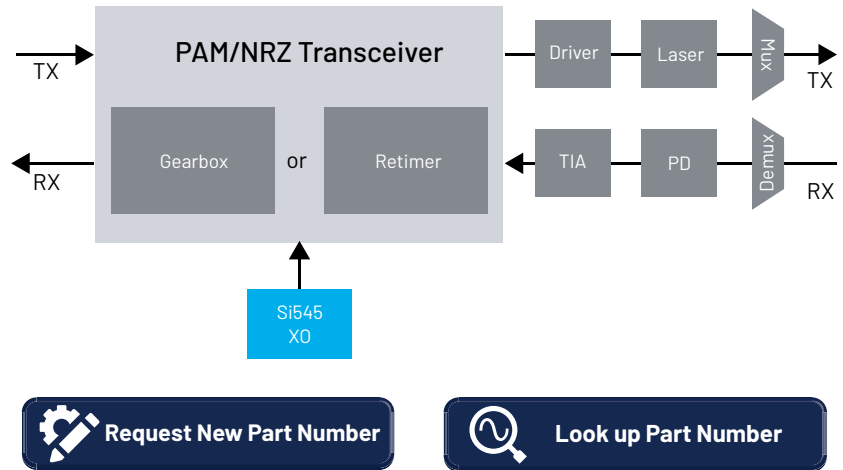 PAM/NRZ Transceiver
TX
Driver
Laser
Mux
TX
Gearbox
or
Retimer
RX
TIA
PD
Demux
RX
Si545
XO
Request New Part Number
Look up Part Number